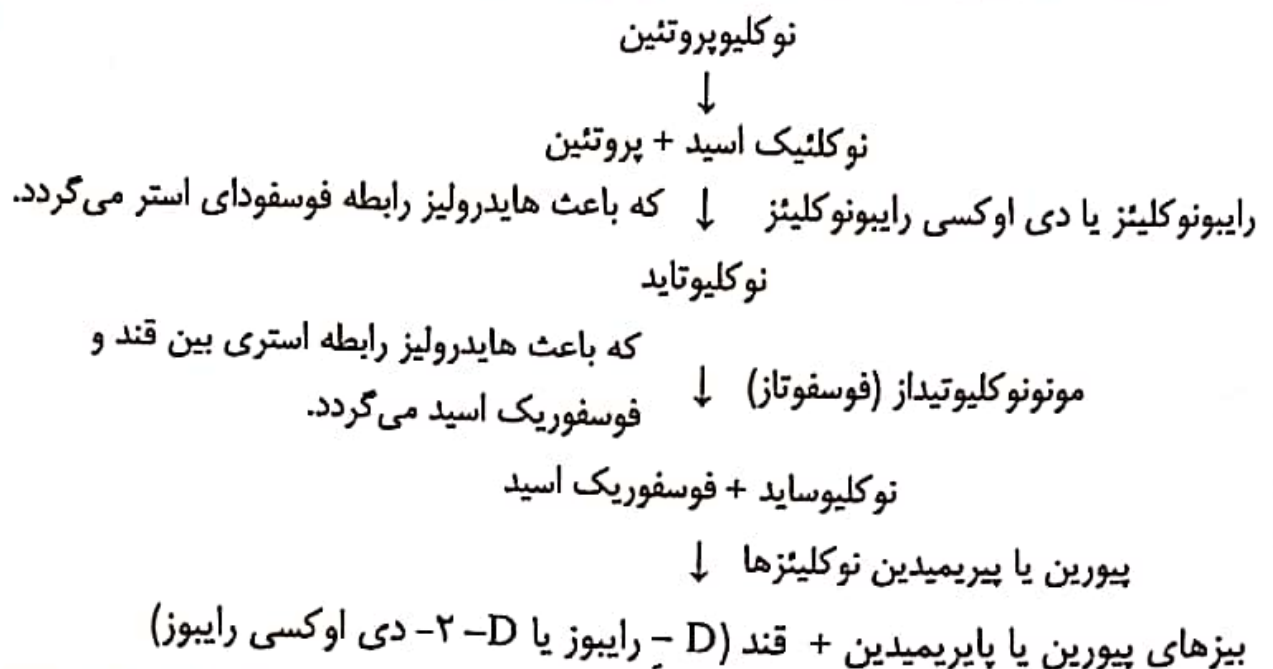 نوکلیوپروتئین
↓
نوکلئیک اسید + پروتئین
رایبونوکلیئز یا دی اوکسی رایبونوکلیئز ↓ که باعث هایدرولیز رابطه فوسفودای استر می‌گردد.
نوکلیوتاید
مونونوکلیوتیداز (فوسفوتاز) ↓ که باعث هایدرولیز رابطه استری بین قند و
فوسفوریک اسید می‌گردد.
نوکلیوساید + فوسفوریک اسید
پیورین یا پیریمیدین نوکلیئزها ↓
بیزهای پیورین یا پایریمیدین + قند (D – رایبوز یا D–۲- دی اوکسی رایبوز)